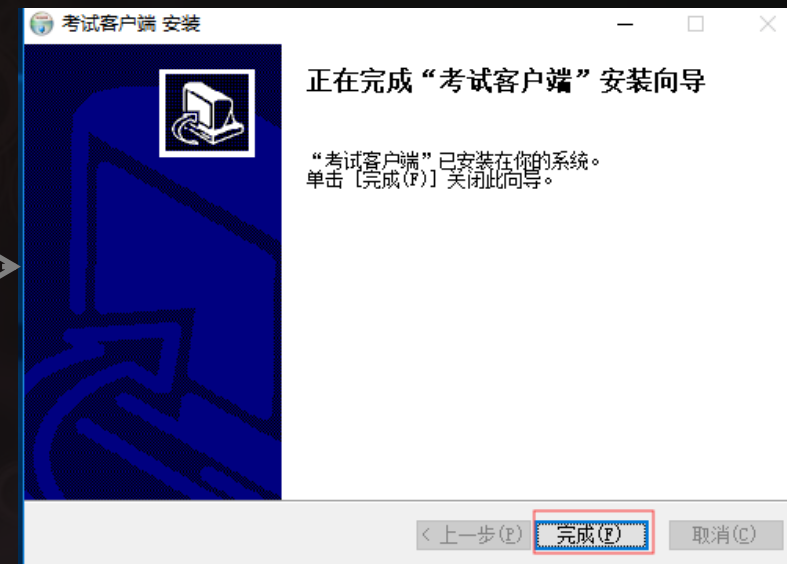 考试客户端 安装
正在完成“考试客户端”安装向导
“考试客户端”已安装在你的系统。
单击 [完成(F)] 关闭此向导。
< 上一步(P)
完成(F)
取消(C)